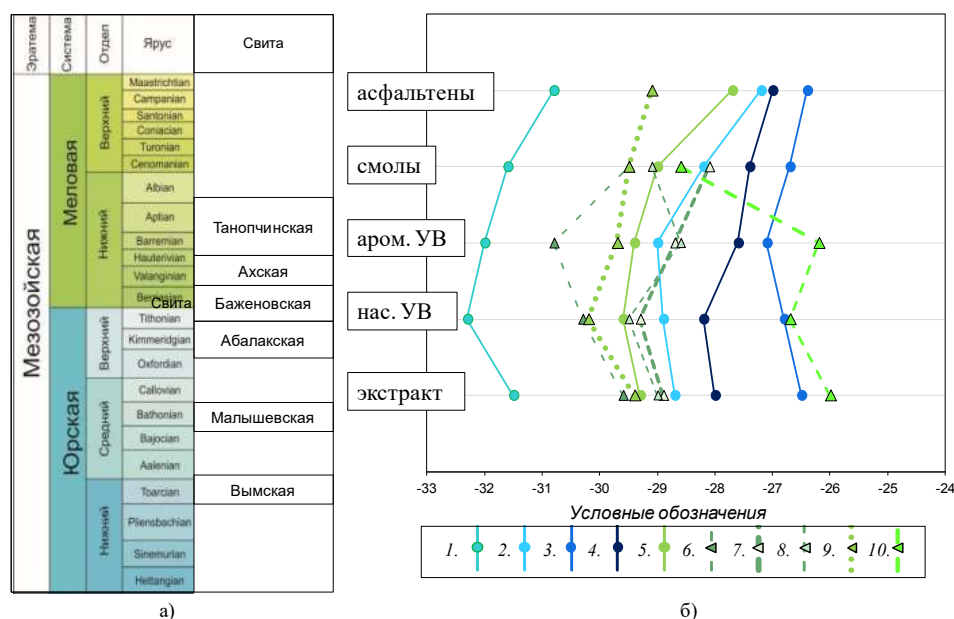 Эратема
Система
Отдел
Ярус
Свита
Мезозойская
Меловая
Юрская
Верхний
Нижний
Верхний
Средний
Нижний
Maastrichtian
Campanian
Santonian
Coniacian
Turonian
Cenomanian
Albian
Aptian
Barremian
Hauterivian
Valanginian
Свита
Tithonian
Kimmeridgian
Oxfordian
Callovian
Bathonian
Bajocian
Aalenian
Toarcian
Pliensbachian
Sinemurian
Hettangian
Танопчинская
Ахская
Баженовская
Абалакская
Малышевская
Вымская
а)
асфальтены
смолы
аром. УВ
нас. УВ
экстракт
-33 -31 -30 -29 -28 -27 -26 -25 -24
Условные обозначения
1. 2. 3. 4. 5. 6. 7. 8. 9. 10.
б)